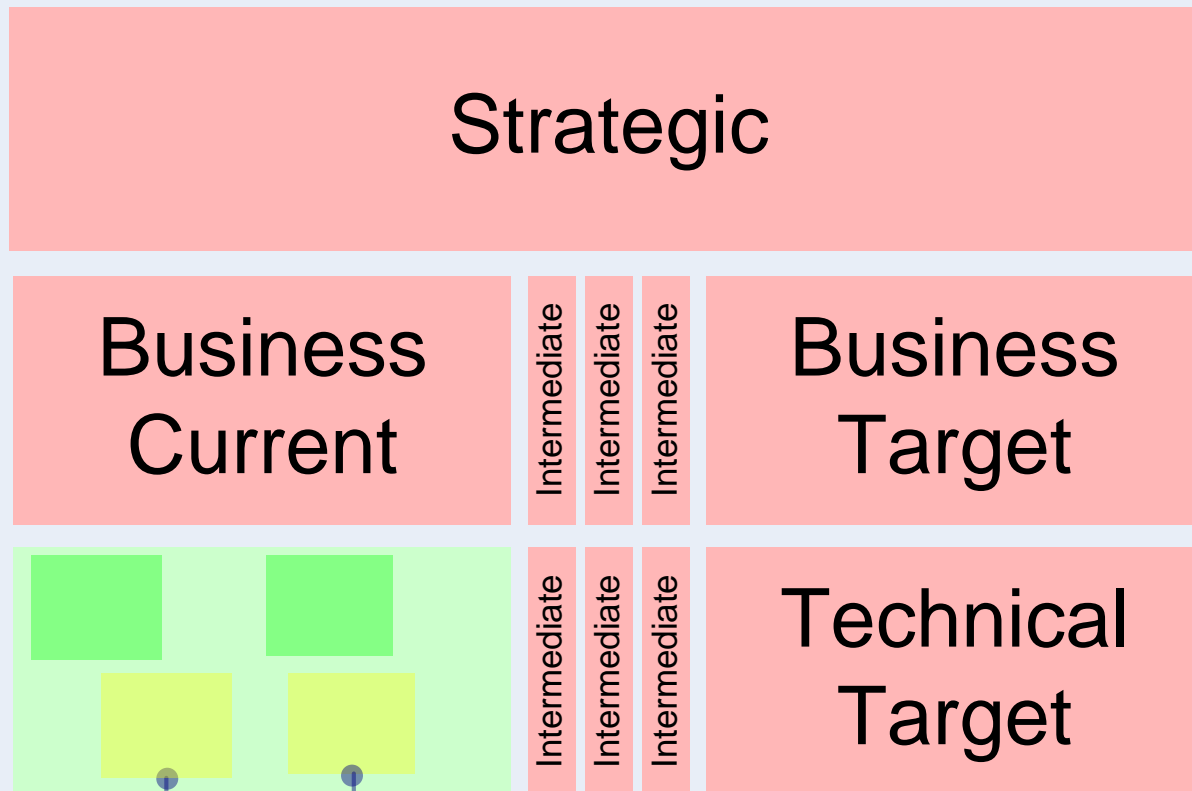 Strategic
Business
Current
Intermediate
Intermediate
Intermediate
Business
Target
Intermediate
Intermediate
Intermediate
Technical
Target